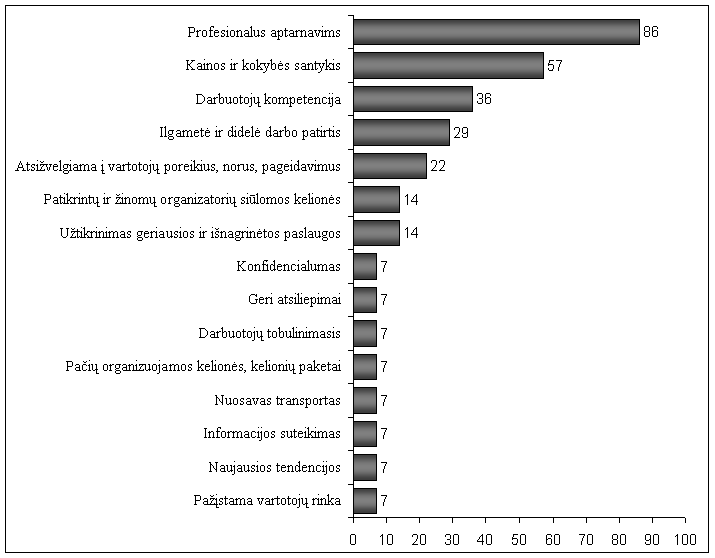 Profesionalus aptarnavims 86
Kainos ir kokybės santykis 57
Darbuotojų kompetencija 36
Ilgametė ir didelė darbo patirtis 29
Atsižvelgiama į vartotojų poreikius, norus, pageidavimus 22
Patikrintų ir žinomų organizatorių siūlomos kelionės 14
Užtikrinimas geriausios ir išnagrinėtos paslaugos 14
Konfidencialumas 7
Geri atsiliepimai 7
Darbuotojų tobulinimasis 7
Pačių organizuojamos kelionės, kelionių paketai 7
Nuosavas transportas 7
Informacijos suteikimas 7
Naujausios tendencijos 7
Pažįstama vartotojų rinka 7
0 10 20 30 40 50 60 70 80 90 100